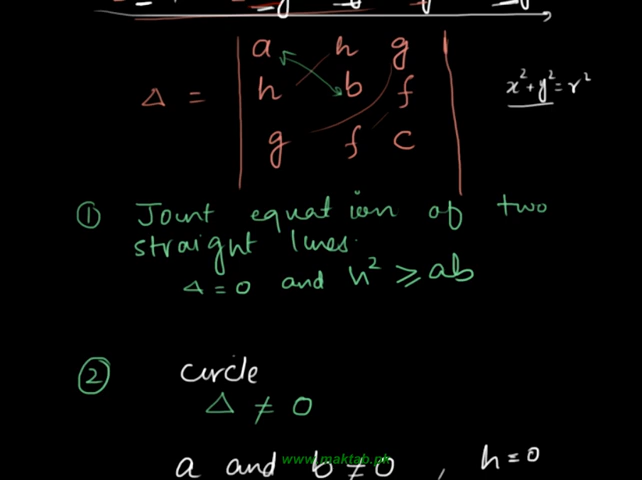 a h g
Δ = h b f
g f c
x² + y² = r²
① Joint equation of two
straight lines.
Δ = 0 and h² ⩾ ab
② circle
Δ ≠ 0
www.maktab.pk
a and b ≠ 0 , h = 0